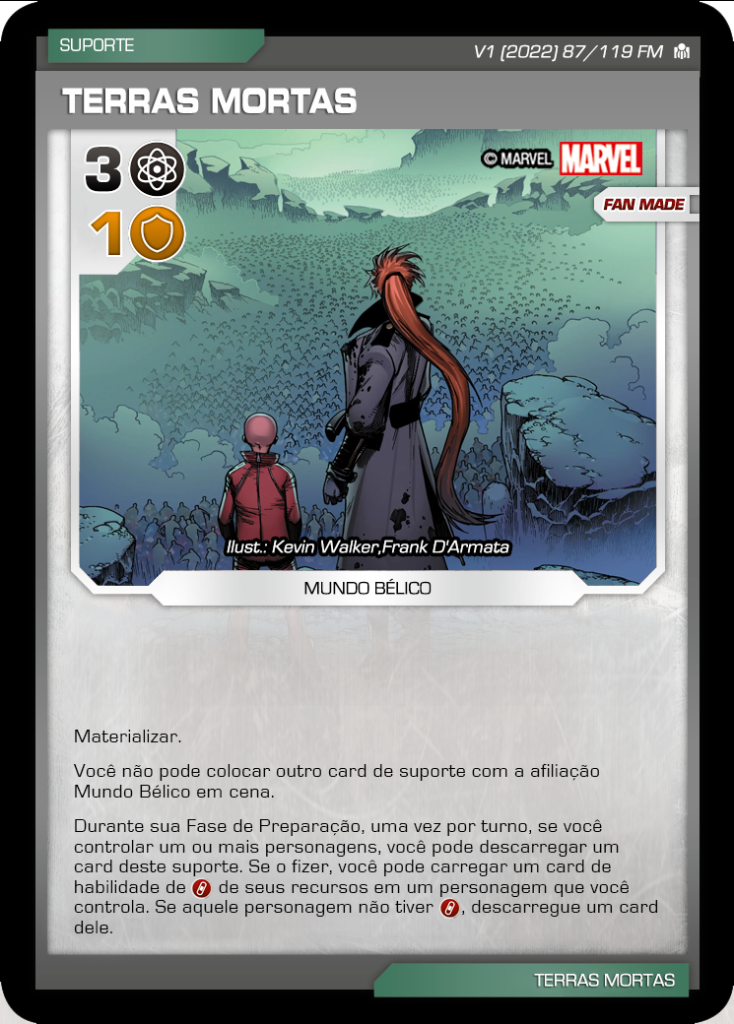 SUPORTE
V1 (2022) 87/119 FM
TERRAS MORTAS
3
© MARVEL MARVEL
1
FAN MADE
Ilust.: Kevin Walker,Frank D'Armata
MUNDO BÉLICO
Materializar.
Você não pode colocar outro card de suporte com a afiliação
Mundo Bélico em cena.
Durante sua Fase de Preparação, uma vez por turno, se você
controlar um ou mais personagens, você pode descarregar um
card deste suporte. Se o fizer, você pode carregar um card de
habilidade de de seus recursos em um personagem que você
controla. Se aquele personagem não tiver , descarregue um card
dele.
TERRAS MORTAS